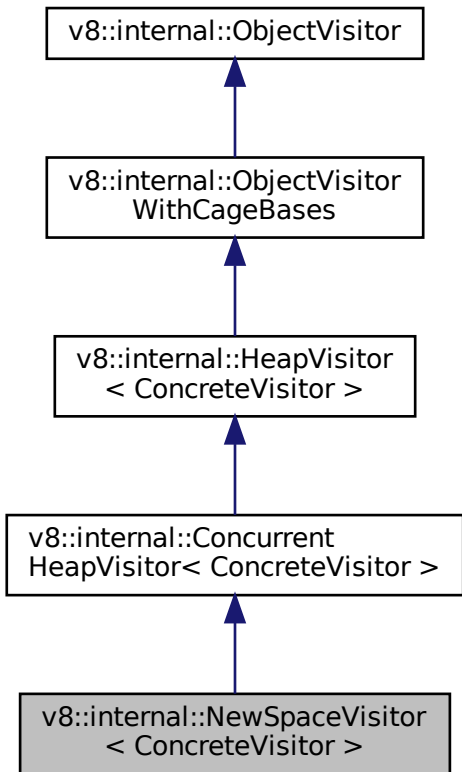 v8::internal::ObjectVisitor
v8::internal::ObjectVisitor
WithCageBases
v8::internal::HeapVisitor
< ConcreteVisitor >
v8::internal::Concurrent
HeapVisitor< ConcreteVisitor >
v8::internal::NewSpaceVisitor
< ConcreteVisitor >